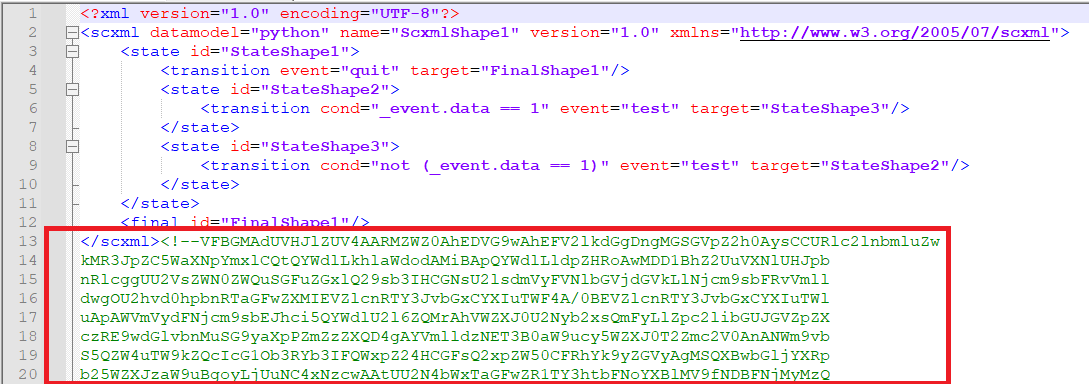 1 <?xml version="1.0" encoding="UTF-8"?>
2 <scxml datamodel="python" name="ScxmlShape1" version="1.0" xmlns="http://www.w3.org/2005/07/scxml">
3 <state id="StateShape1">
4 <transition event="quit" target="FinalShape1"/>
5 <state id="StateShape2">
6 <transition cond="_event.data == 1" event="test" target="StateShape3"/>
7 </state>
8 <state id="StateShape3">
9 <transition cond="not (_event.data == 1)" event="test" target="StateShape2"/>
10 </state>
11 </state>
12 <final id="FinalShape1"/>
13 </scxml><!--VFBGMAdUVHJlZUV4AARMZWZ0AhEDVG9wAhEFV2lkdGgDngMGSGVpZ2h0AysCCURlc2lnbmluZw
14 kMR3JpZC5WaXNpYmxlCQtQYWdlLkhlaWdodAMiBApQYWdlLldpZHRoAwMDD1BhZ2UuVXNlUHJpb
15 nRlcggUU2VsZWN0ZWQuSGFuZGxlQ29sb3IHCGNsU2lsdmVyFVNlbGVjdGVkLlNjcm9sbFRvVmll
16 dwgOU2hvd0hpbnRTaGFwZXMIEVZlcnRTY3JvbGxCYXIuTWF4A/0BEVZlcnRTY3JvbGxCYXIuTWl
17 uApAWVmVydFNjcm9sbEJhci5QYWdlU2l6ZQMrAhVWZXJ0U2Nyb2xsQmFyLlZpc2libGUJGVZpZX
18 czRE9wdGlvbnMuSG9yaXpPZmZzZXQD4gAYVmlldzNET3B0aW9ucy5WZXJ0T2Zmc2V0AnANWm9vb
19 S5QZW4uTW9kZQcIcG1Ob3RYb3IFQWxpZ24HCGFsQ2xpZW50CFRhYk9yZGVyAgMSQXBwbGljYXRp
20 b25WZXJzaW9uBgoyLjUuNC4xNzcwAAtUU2N4bWxTaGFwZR1TY3htbFNoYXBlMV9fNDBFNjMyMzQ